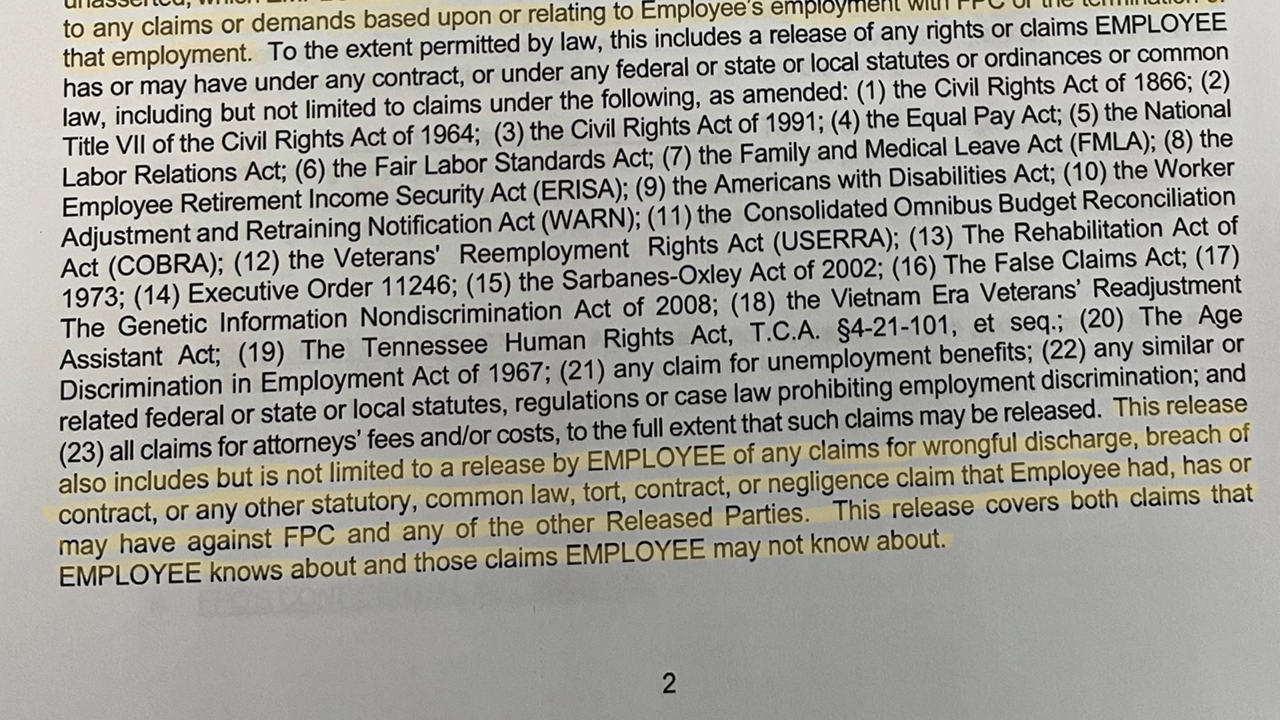 to any claims or demands based upon or relating to Employee's employment with FPC or the termination of
that employment. To the extent permitted by law, this includes a release of any rights or claims EMPLOYEE
has or may have under any contract, or under any federal or state or local statutes or ordinances or common
law, including but not limited to claims under the following, as amended: (1) the Civil Rights Act of 1866; (2)
Title VII of the Civil Rights Act of 1964; (3) the Civil Rights Act of 1991; (4) the Equal Pay Act; (5) the National
Labor Relations Act; (6) the Fair Labor Standards Act; (7) the Family and Medical Leave Act (FMLA); (8) the
Employee Retirement Income Security Act (ERISA); (9) the Americans with Disabilities Act; (10) the Worker
Adjustment and Retraining Notification Act (WARN); (11) the Consolidated Omnibus Budget Reconciliation
Act (COBRA); (12) the Veterans' Reemployment Rights Act (USERRA); (13) The Rehabilitation Act of
1973; (14) Executive Order 11246; (15) the Sarbanes-Oxley Act of 2002; (16) The False Claims Act; (17)
The Genetic Information Nondiscrimination Act of 2008; (18) the Vietnam Era Veterans' Readjustment
Assistant Act; (19) The Tennessee Human Rights Act, T.C.A. §4-21-101, et seq.; (20) The Age
Discrimination in Employment Act of 1967; (21) any claim for unemployment benefits; (22) any similar or
related federal or state or local statutes, regulations or case law prohibiting employment discrimination; and
(23) all claims for attorneys' fees and/or costs, to the full extent that such claims may be released. This release
also includes but is not limited to a release by EMPLOYEE of any claims for wrongful discharge, breach of
contract, or any other statutory, common law, tort, contract, or negligence claim that Employee had, has or
may have against FPC and any of the other Released Parties. This release covers both claims that
EMPLOYEE knows about and those claims EMPLOYEE may not know about.
2